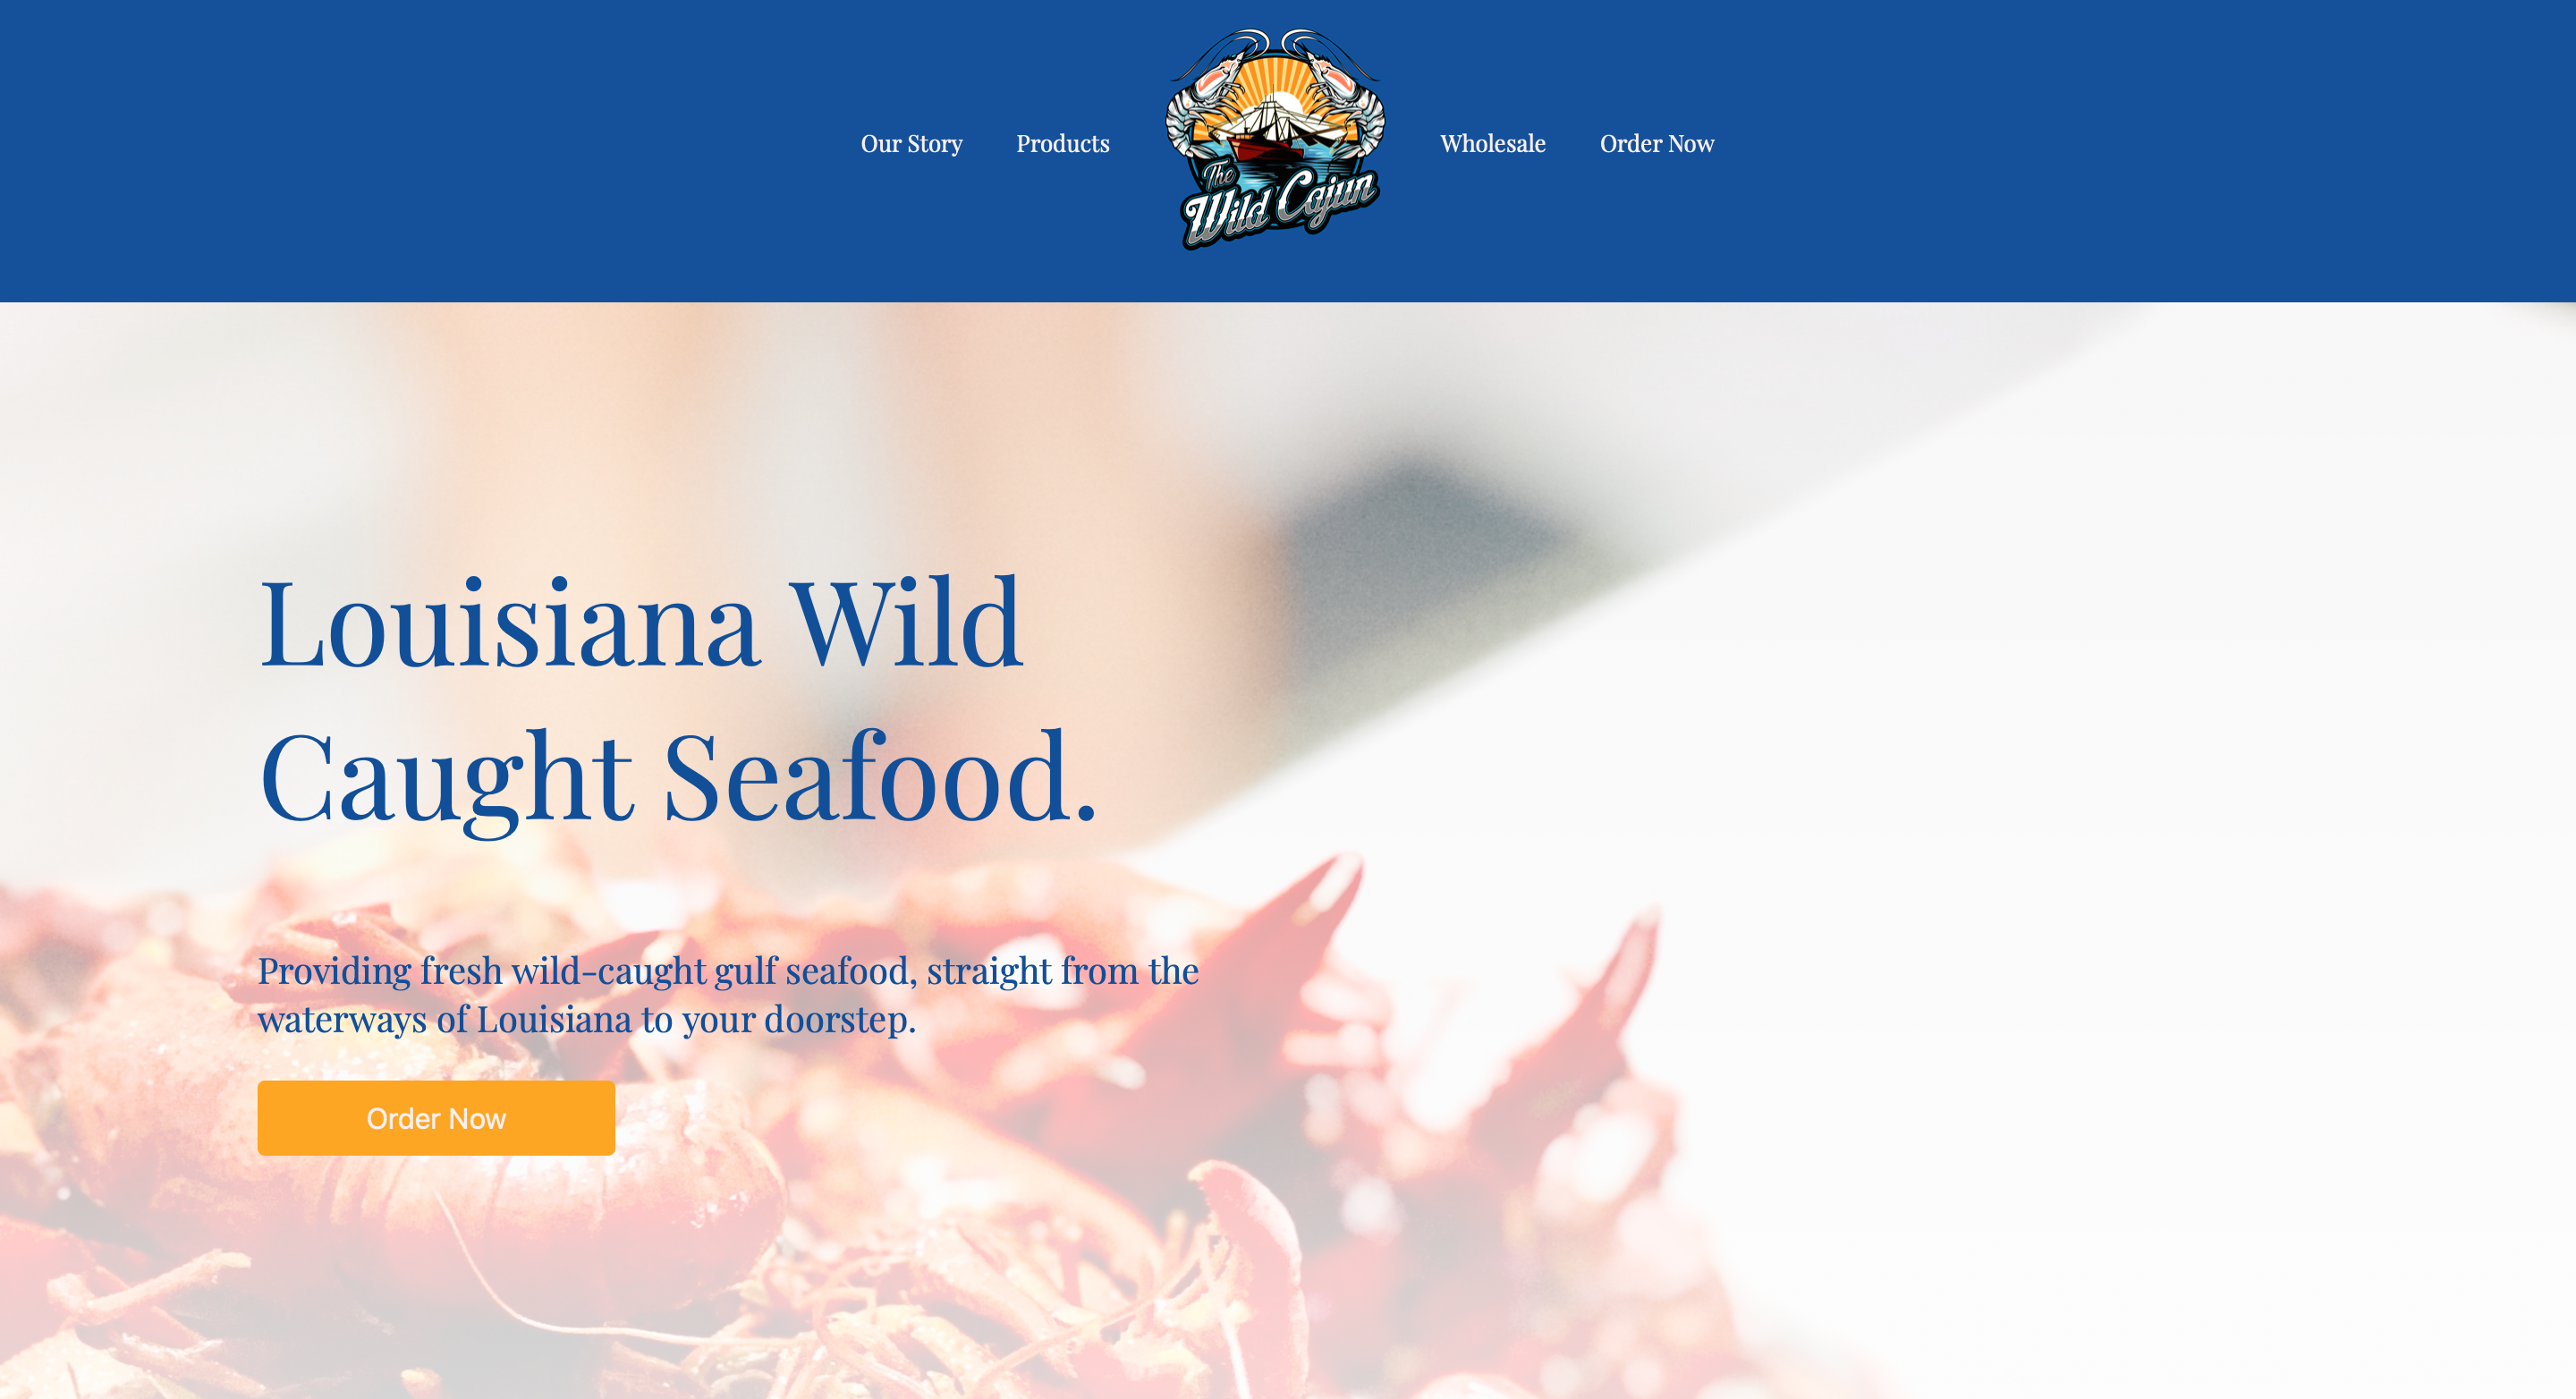 Our Story
Products
The
Wild Cajun
Wholesale
Order Now
Louisiana Wild
Caught Seafood.
Providing fresh wild-caught gulf seafood, straight from the
waterways of Louisiana to your doorstep.
Order Now